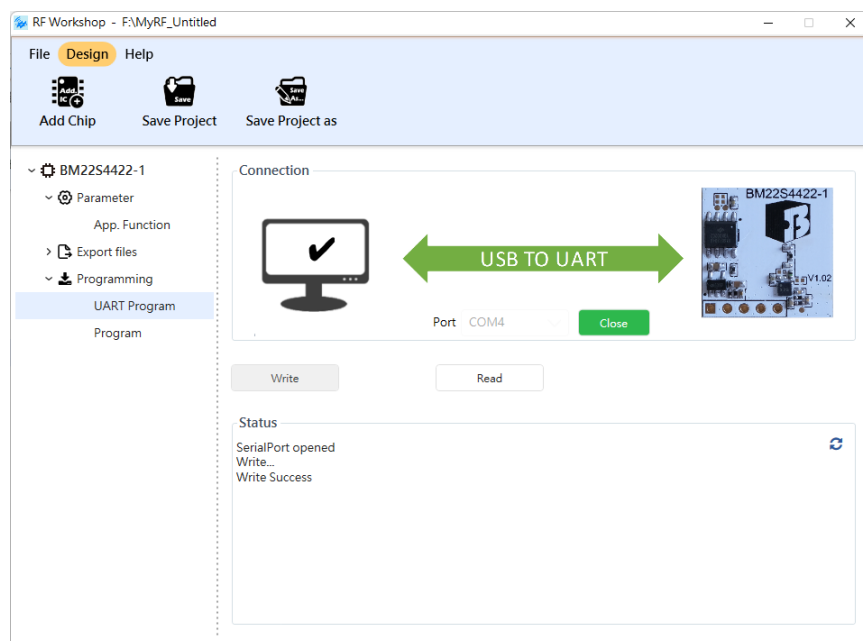 RF Workshop - F:\MyRF_Untitled
File Design Help
Add Chip Save Project Save Project as
BM22S4422-1
Parameter
App. Function
Export files
Programming
UART Program
Program
Connection
USB TO UART
BM22S4422-1
V1.02
Port COM4 Close
Write Read
Status
SerialPort opened
Write...
Write Success